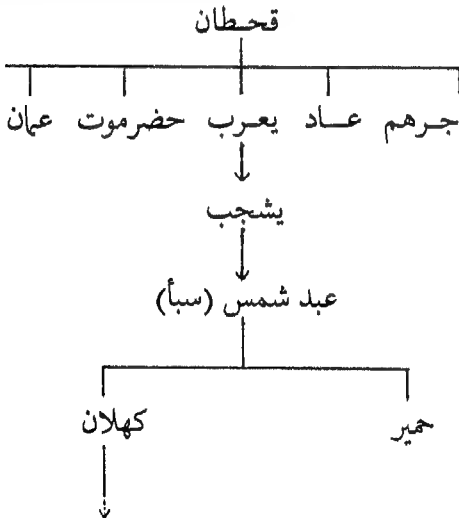 قحطان
جرهم عاد يعرب حضرموت عمان
يشجب
عبد شمس (سبأ)
حمير كهلان